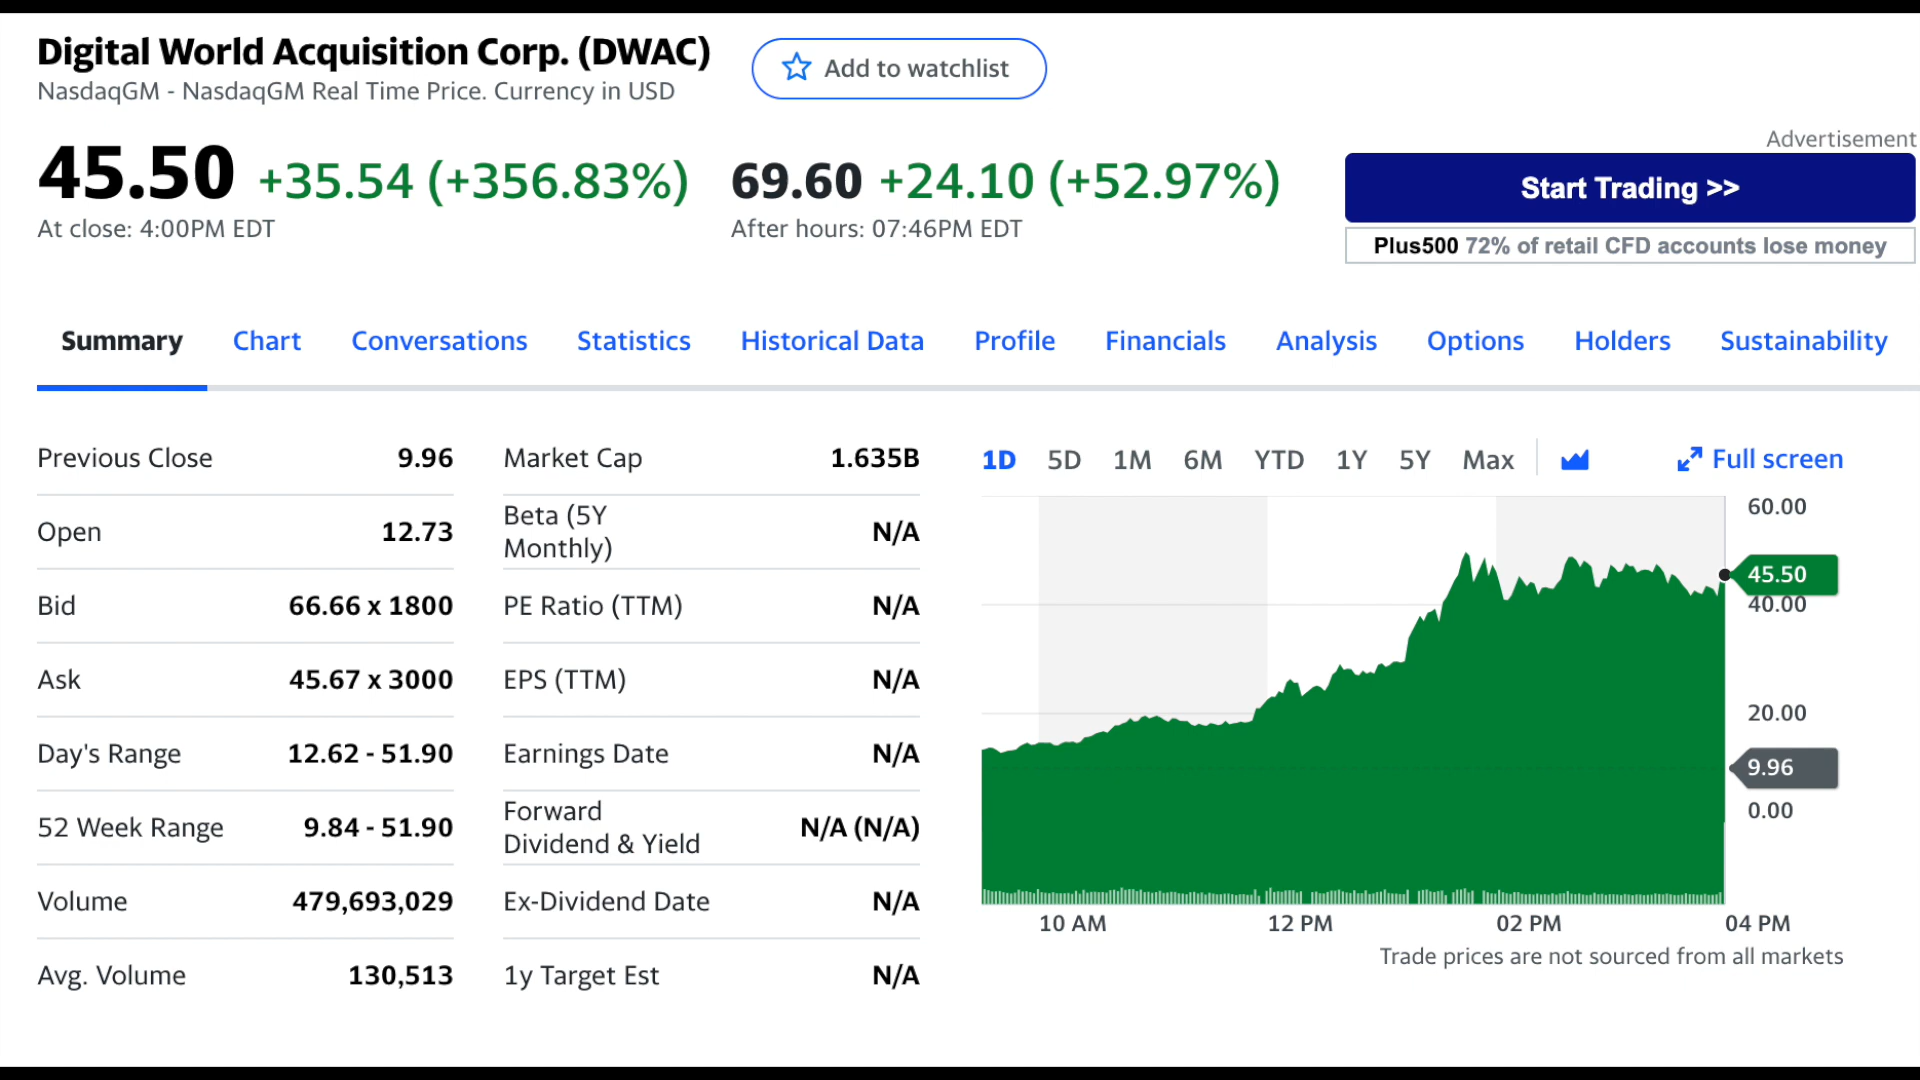 Digital World Acquisition Corp. (DWAC)
Add to watchlist
NasdaqGM - NasdaqGM Real Time Price. Currency in USD
Advertisement
45.50 +35.54 (+356.83%)
At close: 4:00PM EDT
69.60 +24.10 (+52.97%)
After hours: 07:46PM EDT
Start Trading >>
Plus500 72% of retail CFD accounts lose money
Summary Chart Conversations Statistics Historical Data Profile Financials Analysis Options Holders Sustainability
Previous Close 9.96
Open 12.73
Bid 66.66 x 1800
Ask 45.67 x 3000
Day's Range 12.62 - 51.90
52 Week Range 9.84 - 51.90
Volume 479,693,029
Avg. Volume 130,513
Market Cap 1.635B
Beta (5Y
Monthly) N/A
PE Ratio (TTM) N/A
EPS (TTM) N/A
Earnings Date N/A
Forward
Dividend & Yield N/A (N/A)
Ex-Dividend Date N/A
1y Target Est N/A
1D 5D 1M 6M YTD 1Y 5Y Max Full screen
60.00
45.50
40.00
20.00
9.96
0.00
10 AM 12 PM 02 PM 04 PM
Trade prices are not sourced from all markets